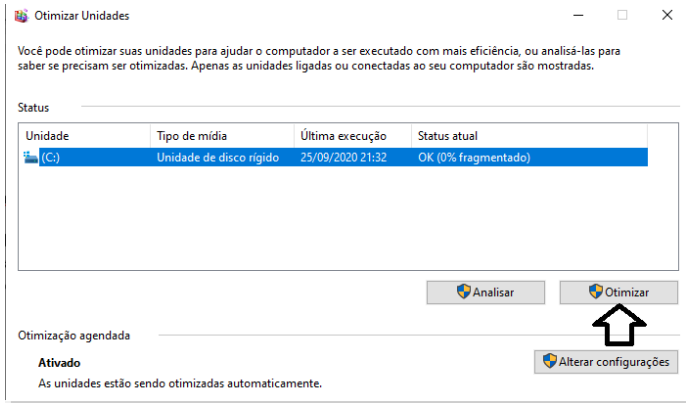 Otimizar Unidades
Você pode otimizar suas unidades para ajudar o computador a ser executado com mais eficiência, ou analisá-las para
saber se precisam ser otimizadas. Apenas as unidades ligadas ou conectadas ao seu computador são mostradas.
Status
Unidade Tipo de mídia Última execução Status atual
(C:) Unidade de disco rígido 25/09/2020 21:32 OK (0% fragmentado)
Analisar Otimizar
Otimização agendada
Ativado Alterar configurações
As unidades estão sendo otimizadas automaticamente.